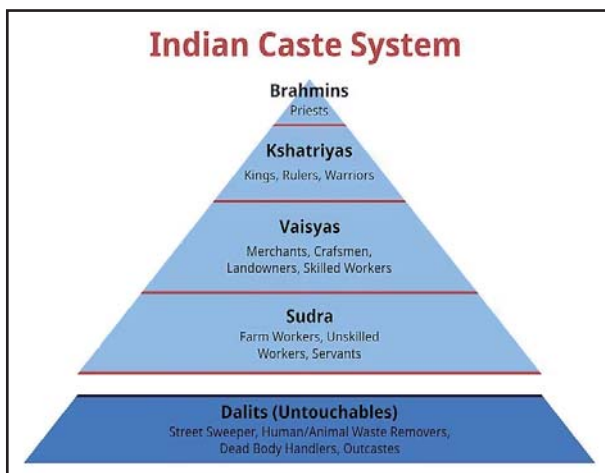 Indian Caste System
Brahmins
Priests
Kshatriyas
Kings, Rulers, Warriors
Vaisyas
Merchants, Crafsmen,
Landowners, Skilled Workers
Sudra
Farm Workers, Unskilled
Workers, Servants
Dalits (Untouchables)
Street Sweeper, Human/Animal Waste Removers,
Dead Body Handlers, Outcastes